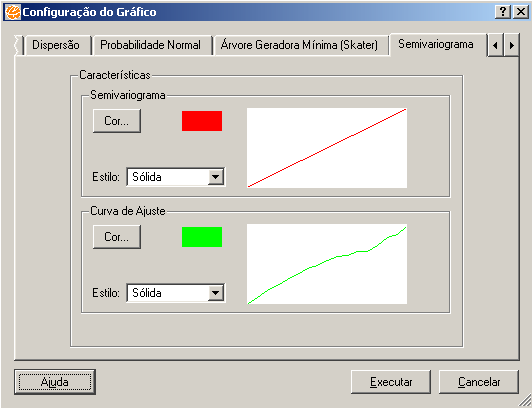 Configuração do Gráfico
Dispersão Probabilidade Normal Árvore Geradora Mínima (Skater) Semivariograma
Características
Semivariograma
Cor...
Estilo: Sólida
Curva de Ajuste
Cor...
Estilo: Sólida
Ajuda Executar Cancelar